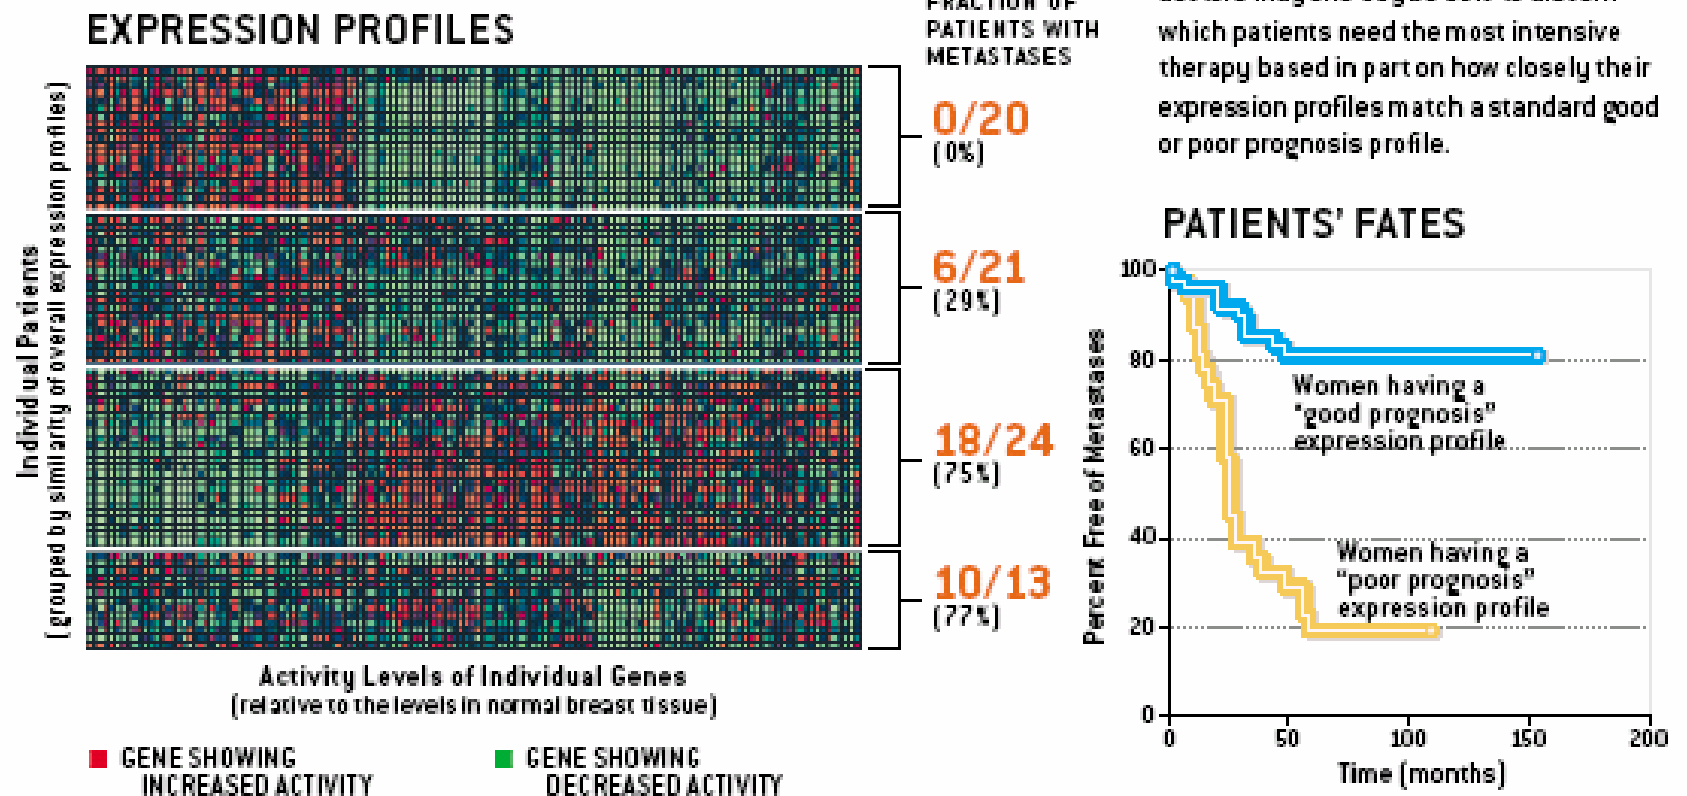 EXPRESSION PROFILES
FRACTION OF
PATIENTS WITH
METASTASES
0/20
(0%)
6/21
(29%)
18/24
(75%)
10/13
(77%)
Individual Patients
(grouped by similarity of overall expression profiles)
Activity Levels of Individual Genes
(relative to the levels in normal breast tissue)
GENE SHOWING
INCREASED ACTIVITY
GENE SHOWING
DECREASED ACTIVITY
which patients need the most intensive
therapy based in part on how closely their
expression profiles match a standard good
or poor prognosis profile.
PATIENTS' FATES
Percent Free of Metastases
100
80
60
40
20
0
Women having a
"good prognosis"
expression profile
Women having a
"poor prognosis"
expression profile
0
50
100
150
200
Time (months)